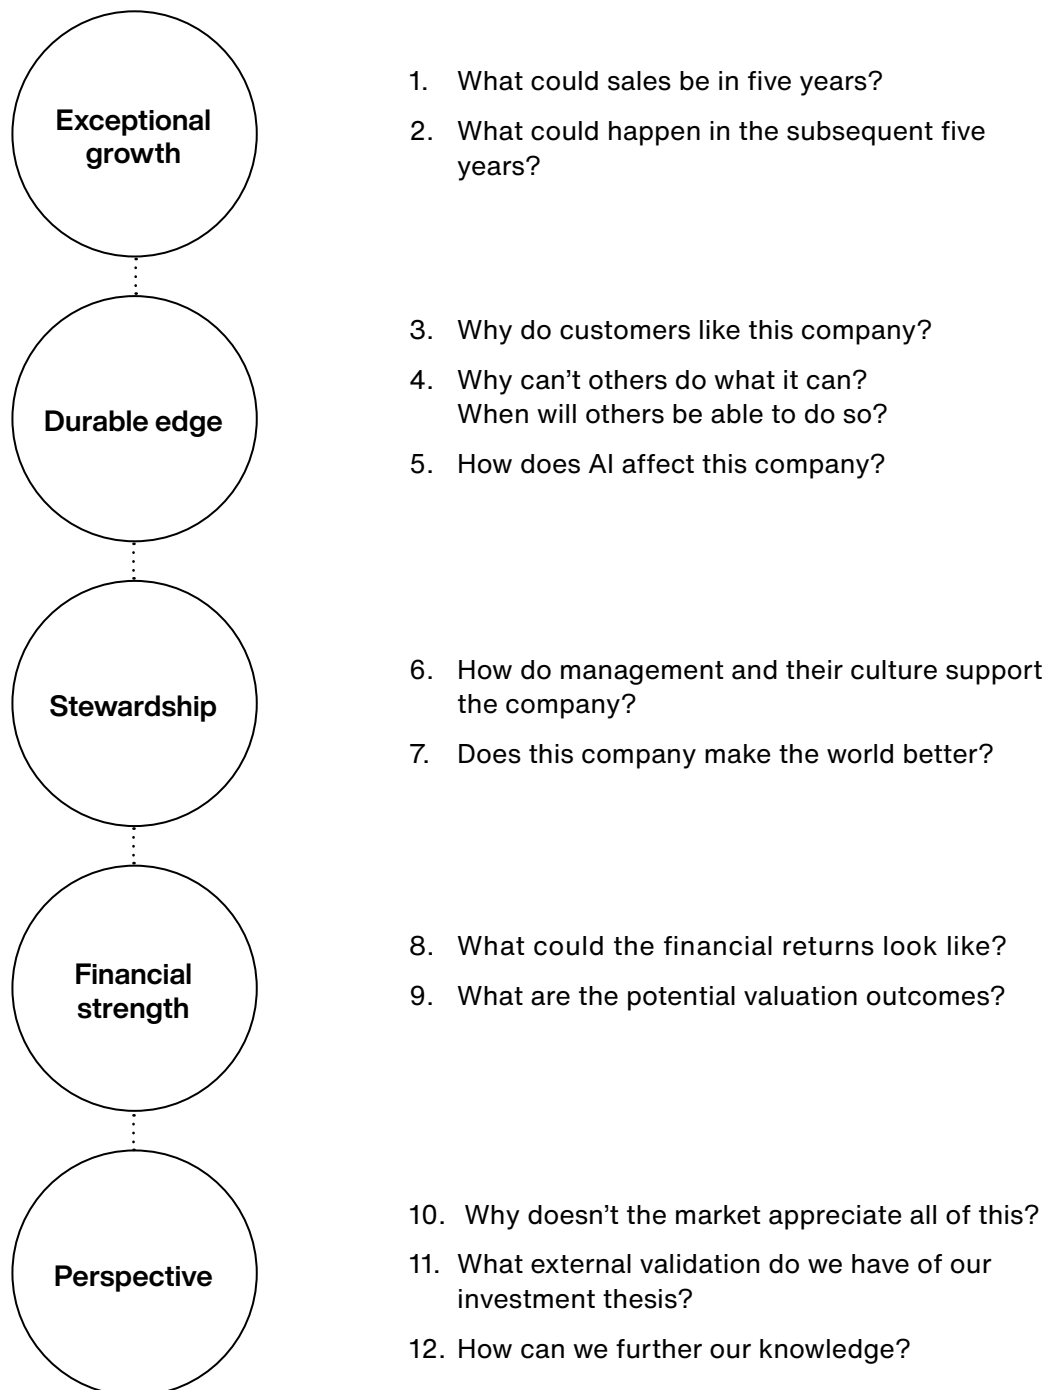 Exceptional
growth
1. What could sales be in five years?
2. What could happen in the subsequent five
years?
Durable edge
3. Why do customers like this company?
4. Why can’t others do what it can?
When will others be able to do so?
5. How does AI affect this company?
Stewardship
6. How do management and their culture support
the company?
7. Does this company make the world better?
Financial
strength
8. What could the financial returns look like?
9. What are the potential valuation outcomes?
Perspective
10. Why doesn’t the market appreciate all of this?
11. What external validation do we have of our
investment thesis?
12. How can we further our knowledge?